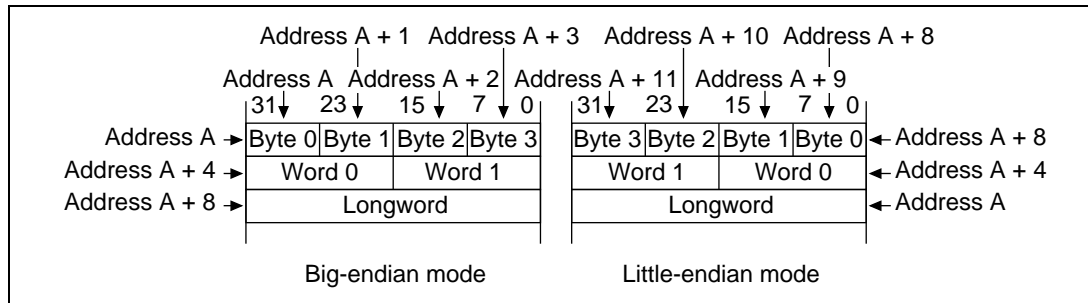 Address A + 1 Address A + 3 Address A + 10 Address A + 8
Address A Address A + 2 Address A + 11 Address A + 9
31 23 15 7 0 31 23 15 7 0
Address A Byte 0 Byte 1 Byte 2 Byte 3 Byte 3 Byte 2 Byte 1 Byte 0 Address A + 8
Address A + 4 Word 0 Word 1 Word 1 Word 0 Address A + 4
Address A + 8 Longword Longword Address A
Big-endian mode Little-endian mode